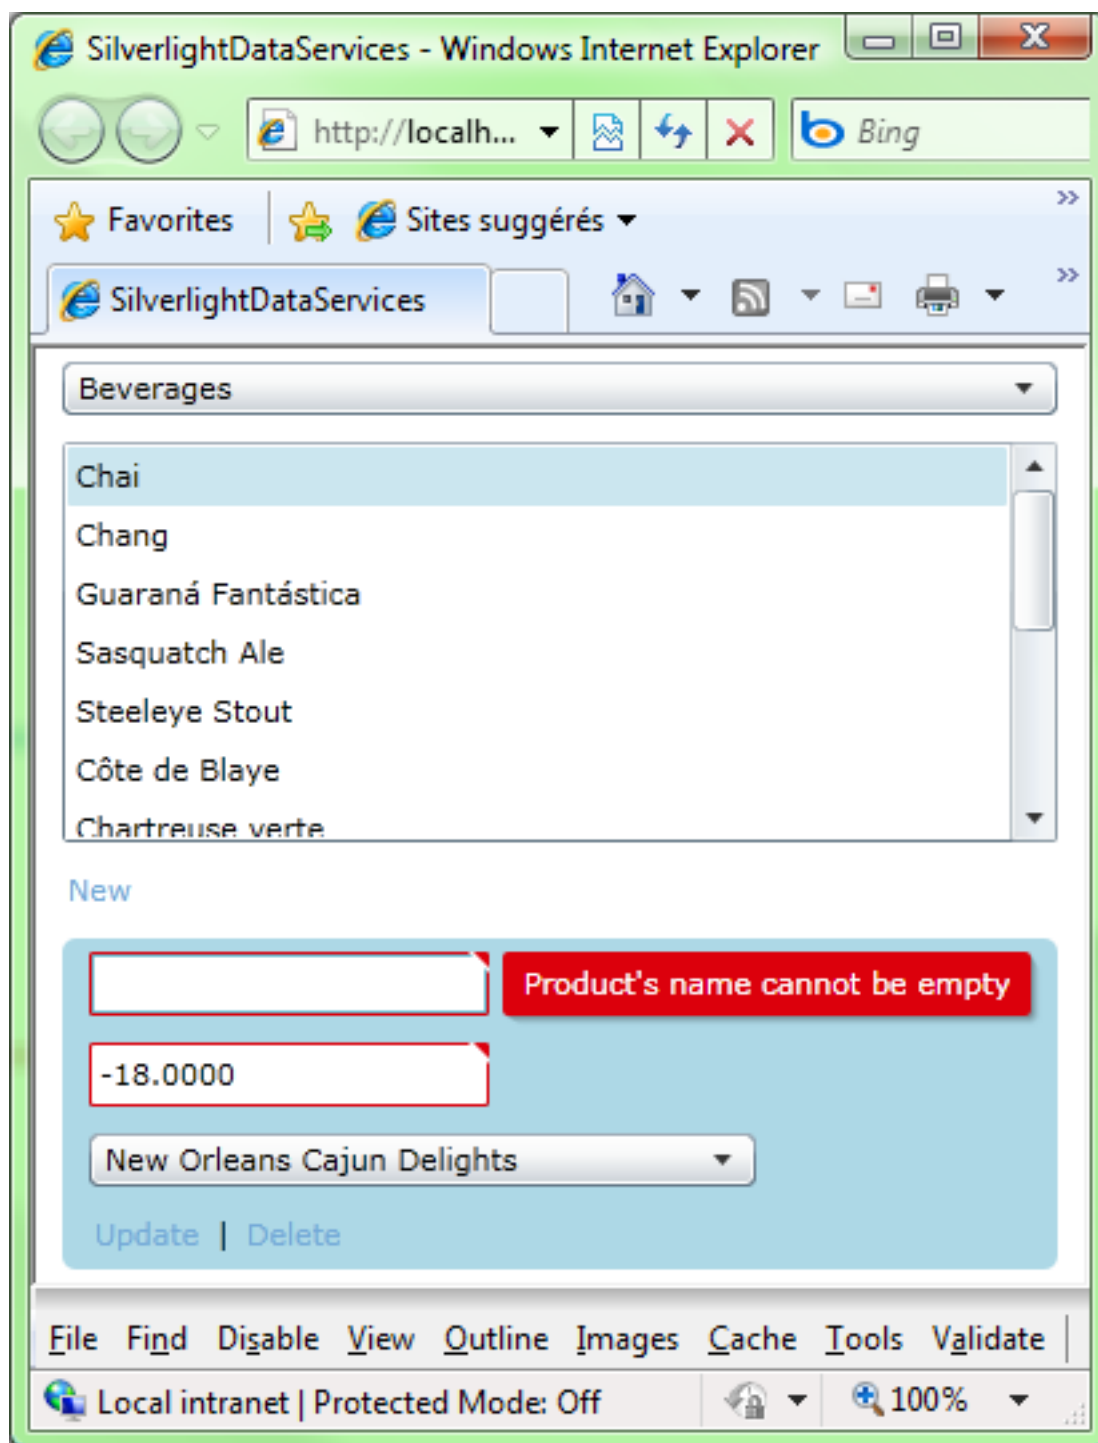 SilverlightDataServices - Windows Internet Explorer
http://localh...
Bing
Favorites
Sites suggérés
SilverlightDataServices
Beverages
Chai
Chang
Guaraná Fantástica
Sasquatch Ale
Steeleye Stout
Côte de Blaye
Chartreuse verte
New
Product's name cannot be empty
-18.0000
New Orleans Cajun Delights
Update | Delete
File Find Disable View Outline Images Cache Tools Validate
Local intranet | Protected Mode: Off 100%